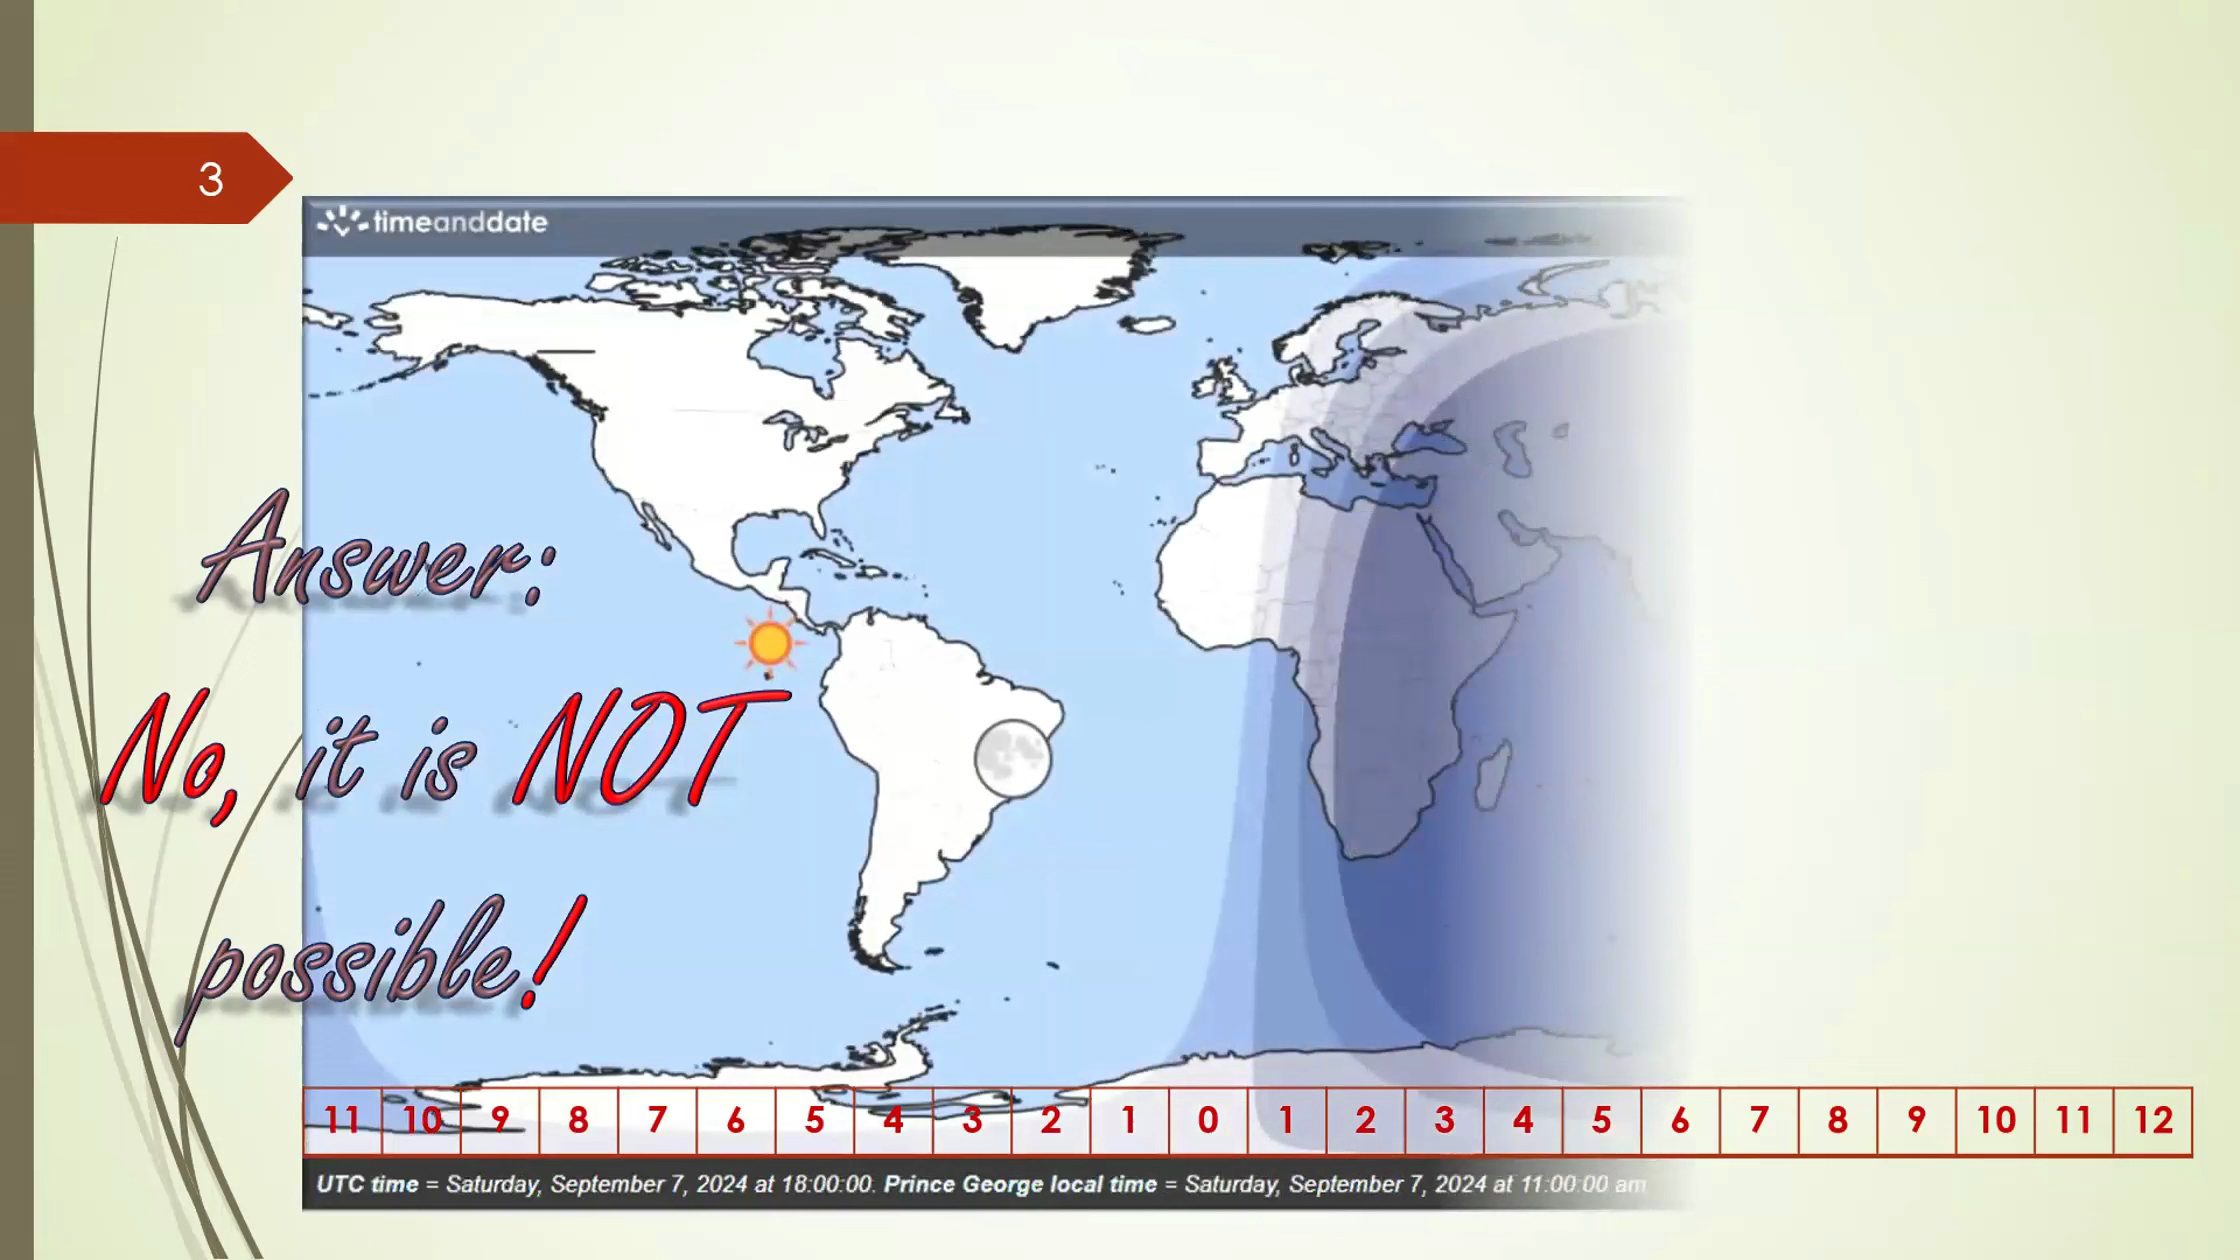 3
timeanddate
Answer:
No, it is NOT
possible!
11 10 9 8 7 6 5 4 3 2 1 0 1 2 3 4 5 6 7 8 9 10 11 12
UTC time = Saturday, September 7, 2024 at 18:00:00. Prince George local time = Saturday, September 7, 2024 at 11:00:00 am